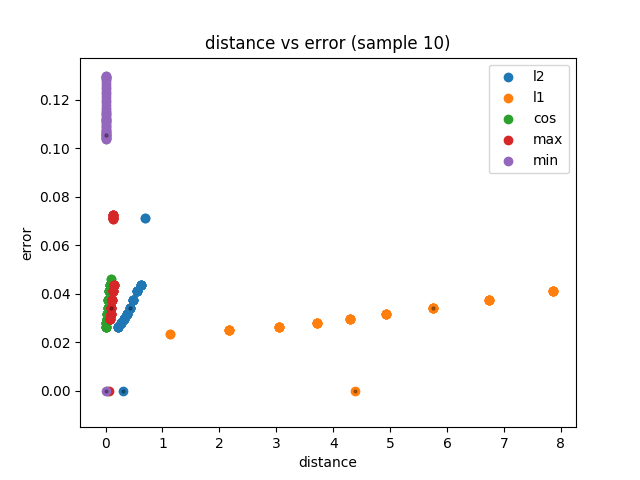 distance vs error (sample 10)
l2
l1
cos
max
min
0.12
0.10
0.08
0.06
0.04
0.02
0.00
error
0 1 2 3 4 5 6 7 8
distance